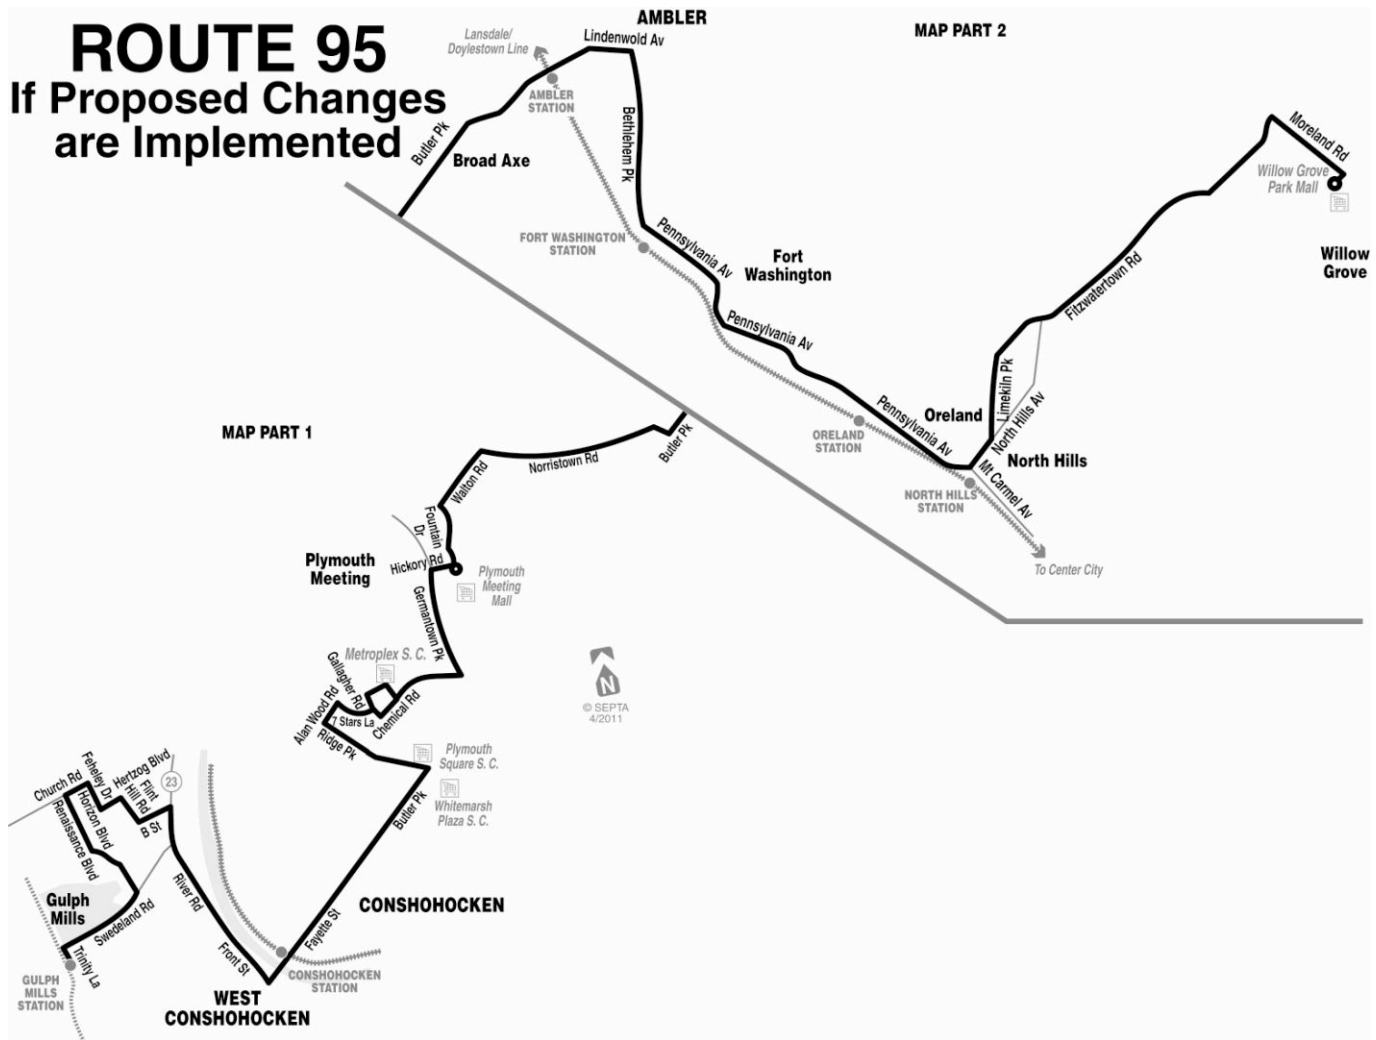 ROUTE 95
If Proposed Changes
are Implemented
MAP PART 2
AMBLER
Lindenwold Av
Lansdale/
Doylestown Line
AMBLER
STATION
Butler Pk
Broad Axe
Bethlehem Pk
FORT WASHINGTON
STATION
Pennsylvania Av
Fort
Washington
Pennsylvania Av
Pennsylvania Av
ORELAND
STATION
Oreland
Limekiln Pk
North Hills Av
North Hills
NORTH HILLS
STATION
Mt Carmel Av
To Center City
Fitzwatertown Rd
Moreland Rd
Willow Grove
Park Mall
Willow
Grove
MAP PART 1
Butler Pk
Norristown Rd
Walton Rd
Fountain
Dr
Hickory Rd
Plymouth
Meeting
Plymouth
Meeting
Mall
Germantown Pk
Metroplex S. C.
Gallagher Rd
Chemical Rd
7 Stars La
Alan Wood Rd
Ridge Pk
N
© SEPTA
4/2011
Plymouth
Square S. C.
Whitemarsh
Plaza S. C.
Butler Pk
Church Rd
Feheley Dr
Hertzog Blvd
Flint
Hill Rd
B St
23
Horizon Blvd
Renaissance Blvd
River Rd
Gulph
Mills
Swedeland Rd
Trinity La
GULPH
MILLS
STATION
Front St
Fayette St
CONSHOHOCKEN
CONSHOHOCKEN
STATION
WEST
CONSHOHOCKEN